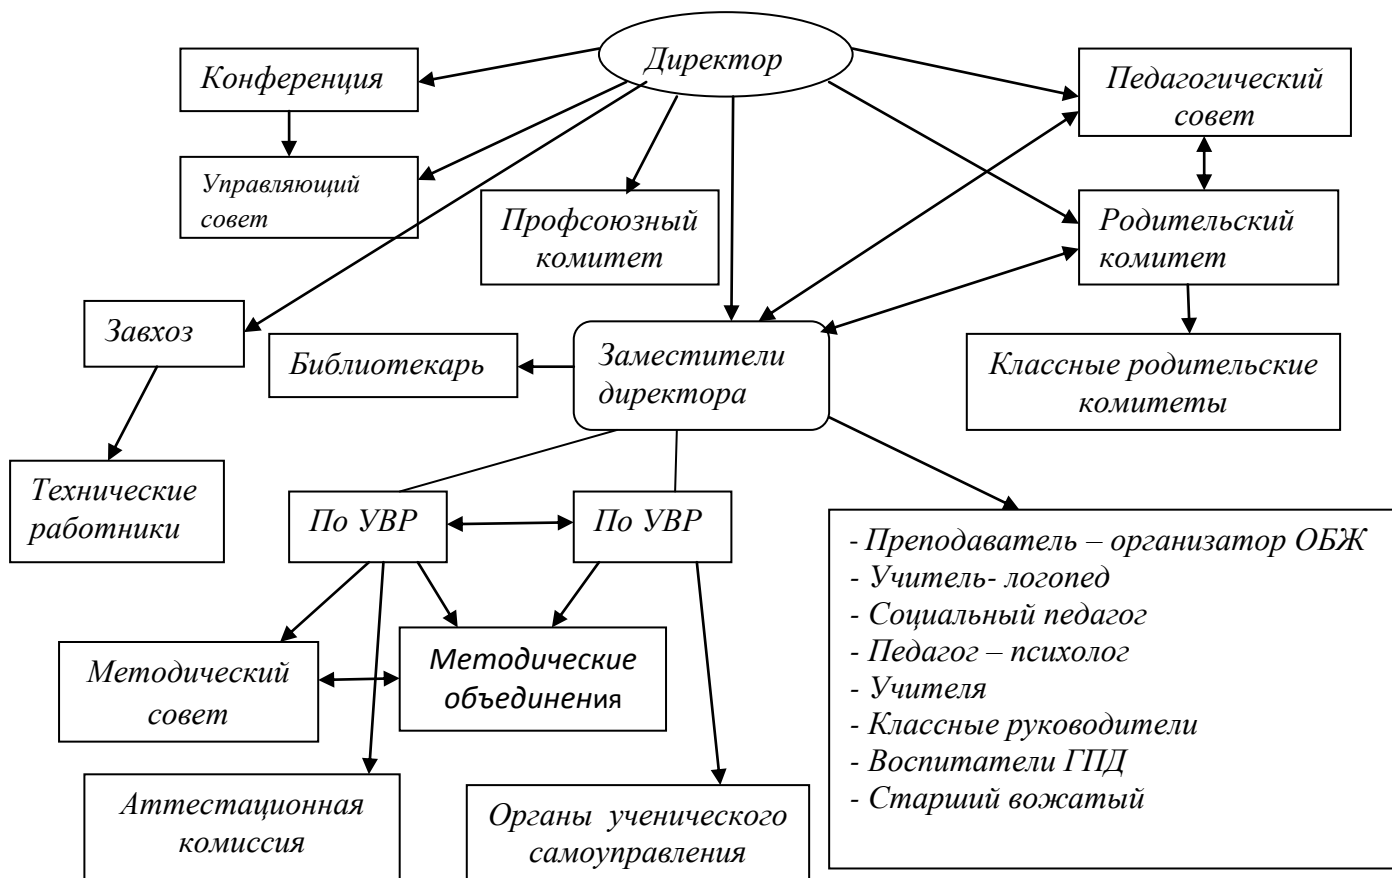 Директор
Конференция
Педагогический
совет
Управляющий
совет
Профсоюзный
комитет
Родительский
комитет
Завхоз
Библиотекарь
Заместители
директора
Классные родительские
комитеты
Технические
работники
По УВР
По УВР
- Преподаватель – организатор ОБЖ
- Учитель- логопед
- Социальный педагог
- Педагог – психолог
- Учителя
- Классные руководители
- Воспитатели ГПД
- Старший вожатый
Методический
совет
Методические
объединения
Аттестационная
комиссия
Органы ученического
самоуправления